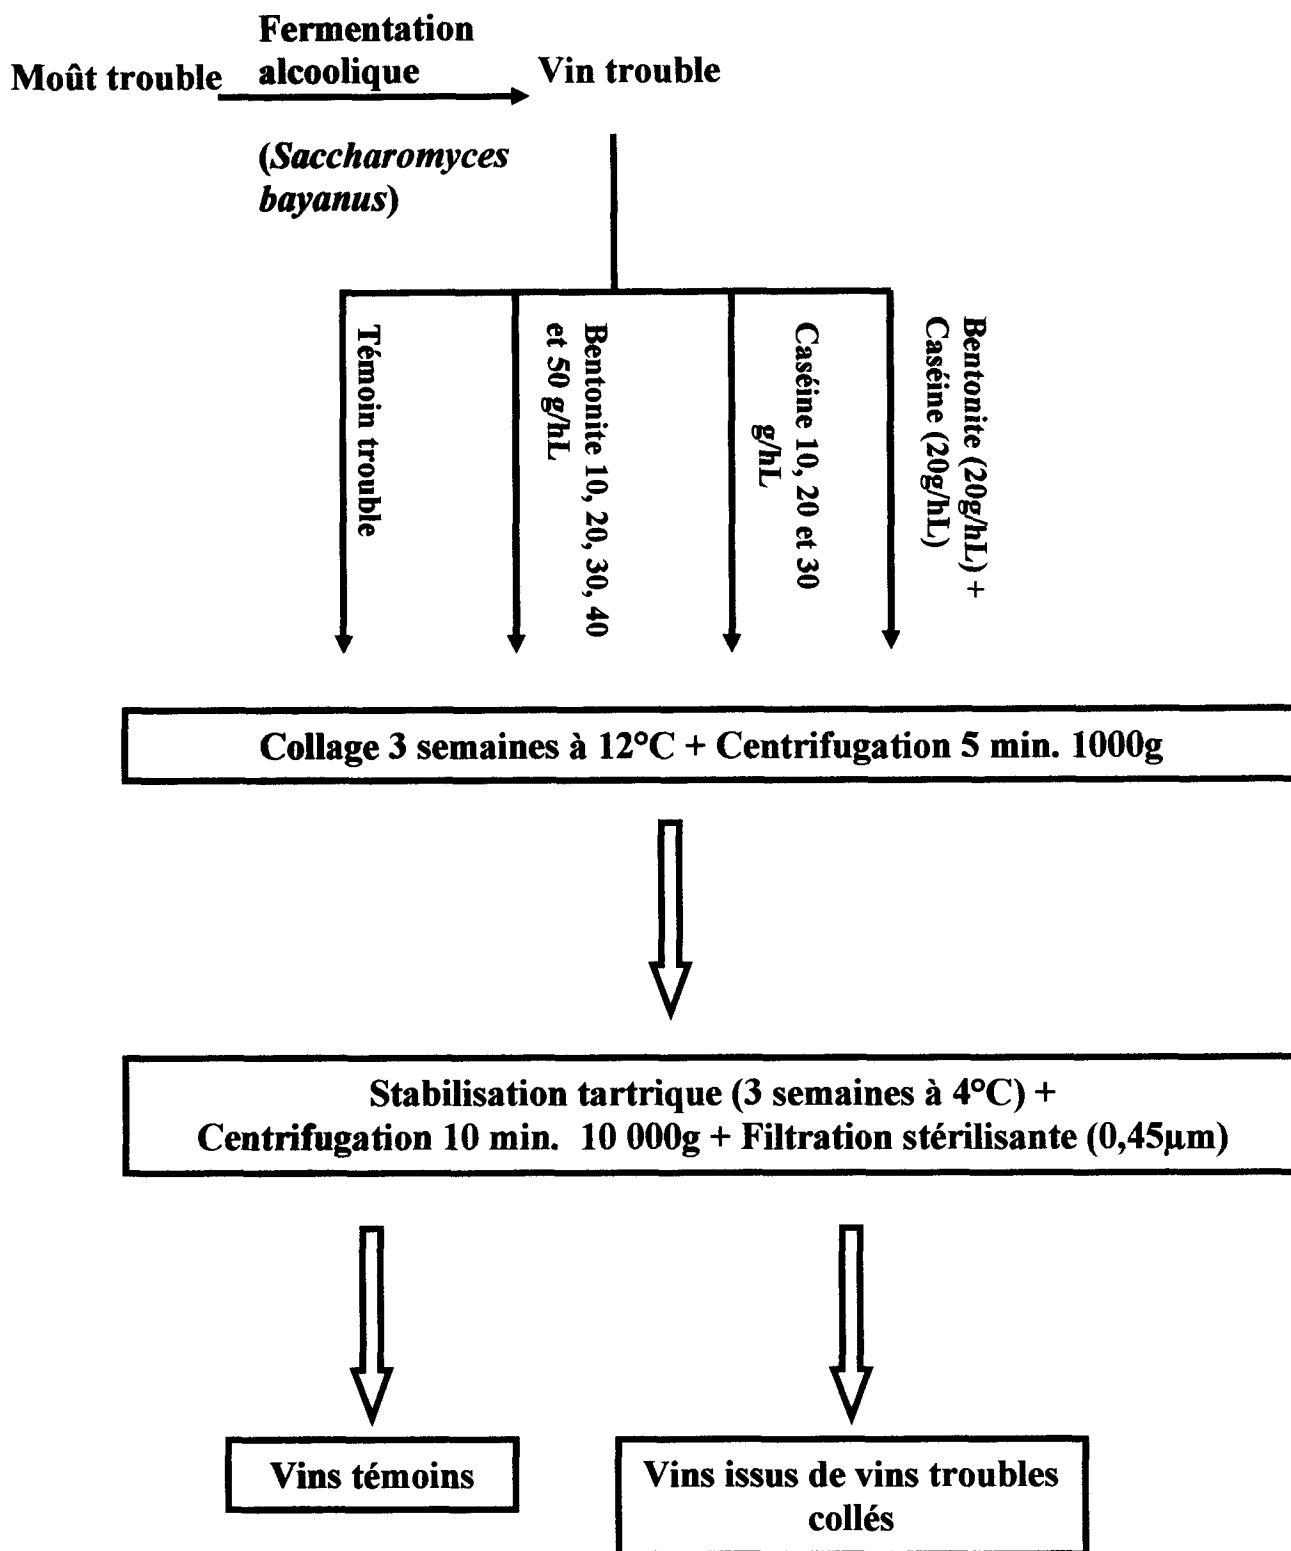 Fermentation
alcoolique
Moût trouble
Vin trouble
(Saccharomyces
bayanus)
Témoin trouble
Bentonite 10, 20, 30, 40
et 50 g/hL
Caséine 10, 20 et 30
g/hL
Bentonite (20g/hL) +
Caséine (20g/hL)
Collage 3 semaines à 12°C + Centrifugation 5 min. 1000g
Stabilisation tartrique (3 semaines à 4°C) +
Centrifugation 10 min. 10 000g + Filtration stérilisante (0,45µm)
Vins témoins
Vins issus de vins troubles
collés